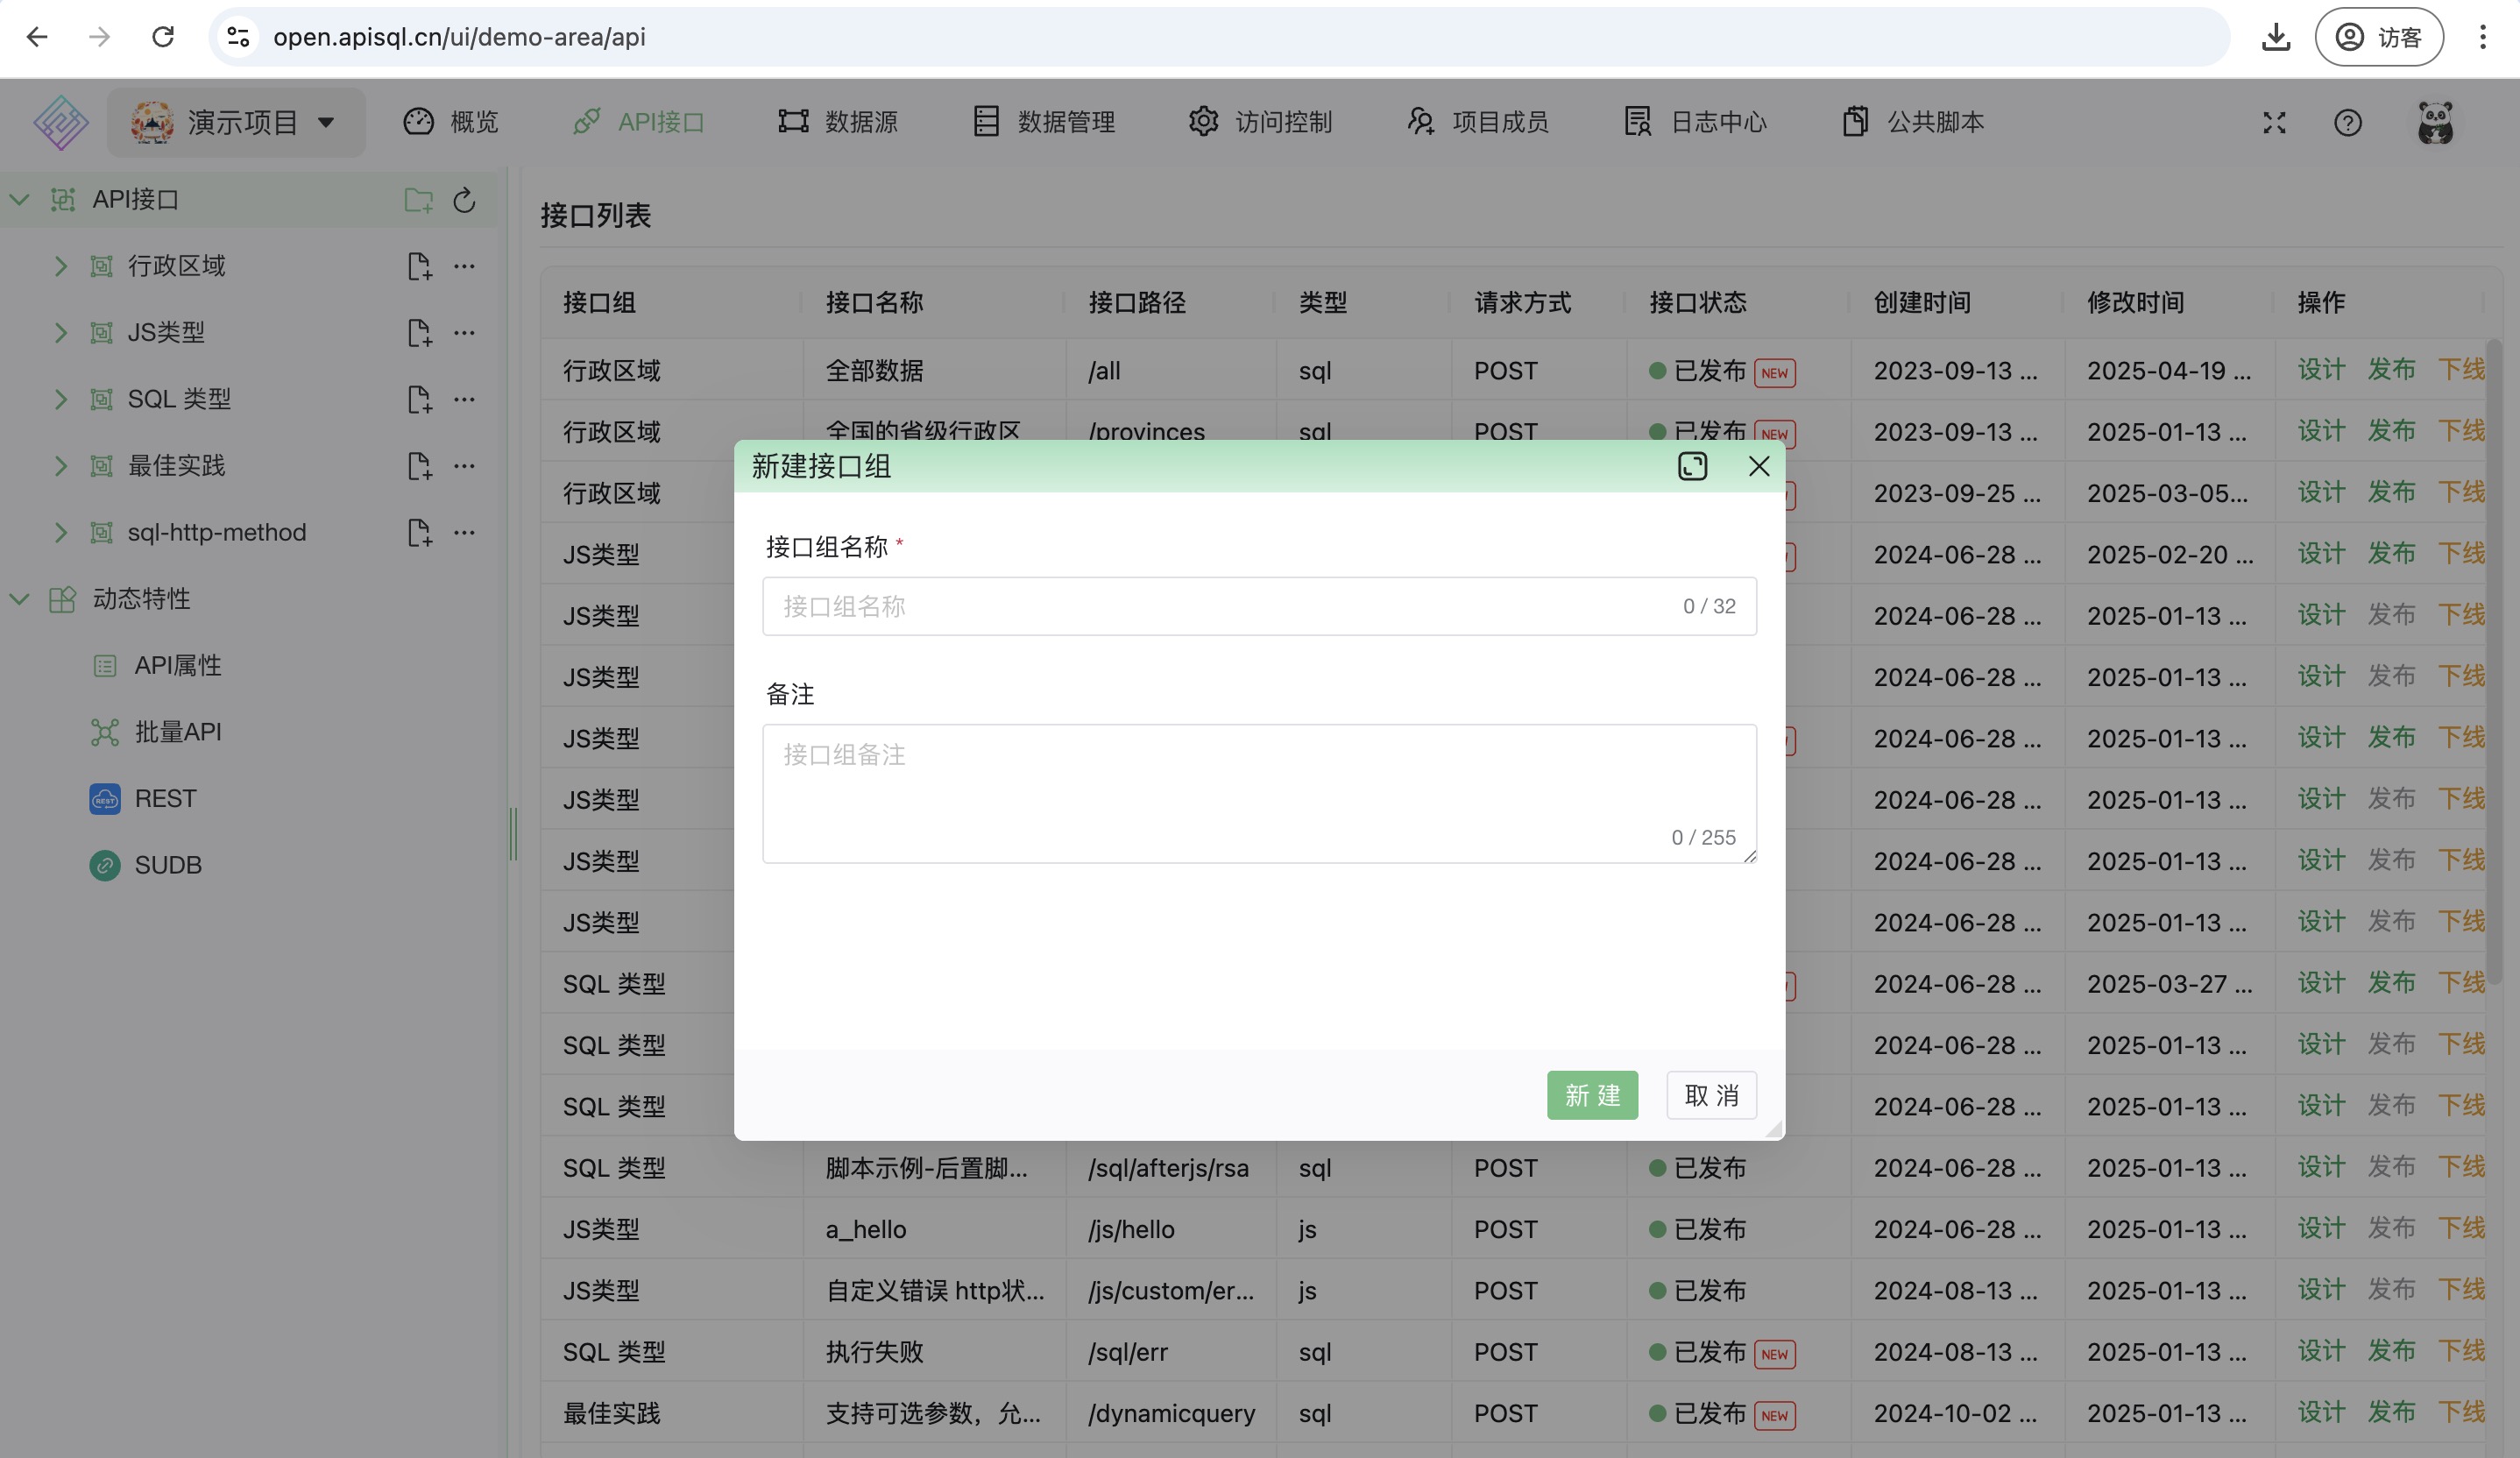 open.apisql.cn/ui/demo-area/api
访客
演示项目 概览 API接口 数据源 数据管理 访问控制 项目成员 日志中心 公共脚本
API接口
行政区域
JS类型
SQL 类型
最佳实践
sql-http-method
动态特性
API属性
批量API
REST
SUDB
接口列表
接口组 接口名称 接口路径 类型 请求方式 接口状态 创建时间 修改时间 操作
行政区域 全部数据 /all sql POST 已发布 NEW 2023-09-13 ... 2025-04-19 ... 设计 发布 下线
行政区域 全国的省级行政区 /provinces sql POST 已发布 NEW 2023-09-13 ... 2025-01-13 ... 设计 发布 下线
行政区域 2023-09-25 ... 2025-03-05... 设计 发布 下线
JS类型 2024-06-28 ... 2025-02-20 ... 设计 发布 下线
JS类型 2024-06-28 ... 2025-01-13 ... 设计 发布 下线
JS类型 2024-06-28 ... 2025-01-13 ... 设计 发布 下线
JS类型 2024-06-28 ... 2025-01-13 ... 设计 发布 下线
JS类型 2024-06-28 ... 2025-01-13 ... 设计 发布 下线
JS类型 2024-06-28 ... 2025-01-13 ... 设计 发布 下线
JS类型 2024-06-28 ... 2025-01-13 ... 设计 发布 下线
SQL 类型 2024-06-28 ... 2025-03-27 ... 设计 发布 下线
SQL 类型 2024-06-28 ... 2025-01-13 ... 设计 发布 下线
SQL 类型 2024-06-28 ... 2025-01-13 ... 设计 发布 下线
SQL 类型 脚本示例-后置脚... /sql/afterjs/rsa sql POST 已发布 2024-06-28 ... 2025-01-13 ... 设计 发布 下线
JS类型 a_hello /js/hello js POST 已发布 2024-06-28 ... 2025-01-13 ... 设计 发布 下线
JS类型 自定义错误 http状... /js/custom/er... js POST 已发布 2024-08-13 ... 2025-01-13 ... 设计 发布 下线
SQL 类型 执行失败 /sql/err sql POST 已发布 NEW 2024-08-13 ... 2025-01-13 ... 设计 发布 下线
最佳实践 支持可选参数，允... /dynamicquery sql POST 已发布 NEW 2024-10-02 ... 2025-01-13 ... 设计 发布 下线
新建接口组
接口组名称 *
接口组名称 0 / 32
备注
接口组备注
0 / 255
新 建 取 消